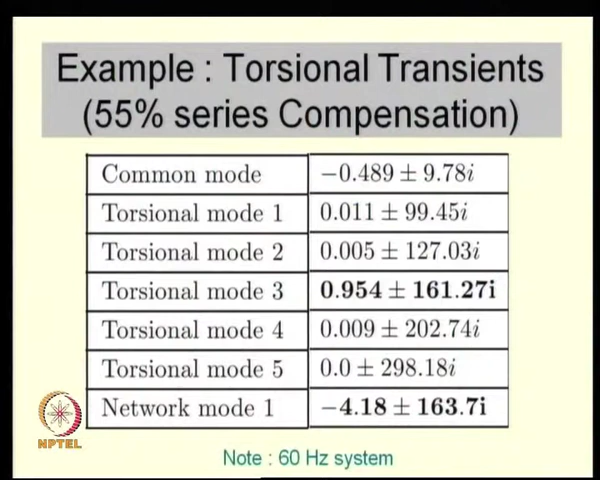 Example : Torsional Transients
(55% series Compensation)
Common mode −0.489 ± 9.78i
Torsional mode 1 0.011 ± 99.45i
Torsional mode 2 0.005 ± 127.03i
Torsional mode 3 0.954 ± 161.27i
Torsional mode 4 0.009 ± 202.74i
Torsional mode 5 0.0 ± 298.18i
Network mode 1 −4.18 ± 163.7i
NPTEL
Note : 60 Hz system